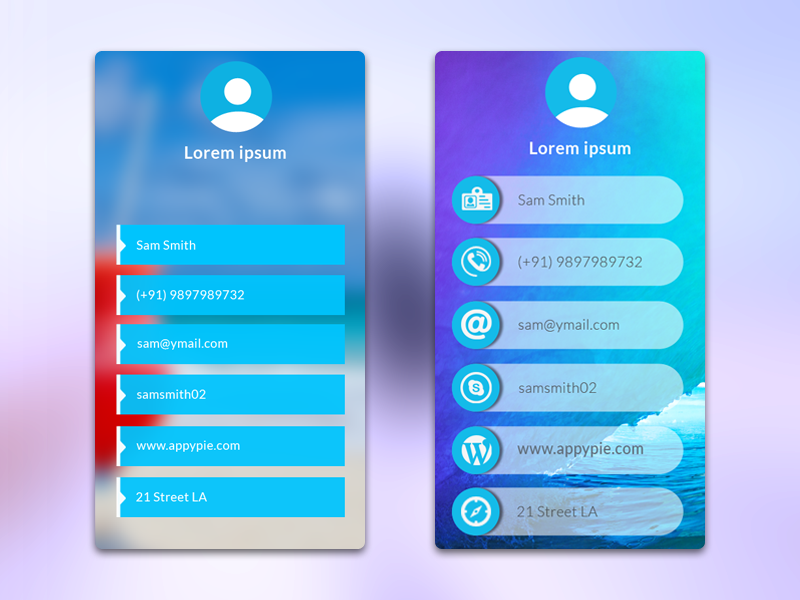 Lorem ipsum
Sam Smith
(+91) 9897989732
sam@ymail.com
samsmith02
www.appypie.com
21 Street LA
Lorem ipsum
Sam Smith
(+91) 9897989732
sam@ymail.com
samsmith02
www.appypie.com
21 Street LA